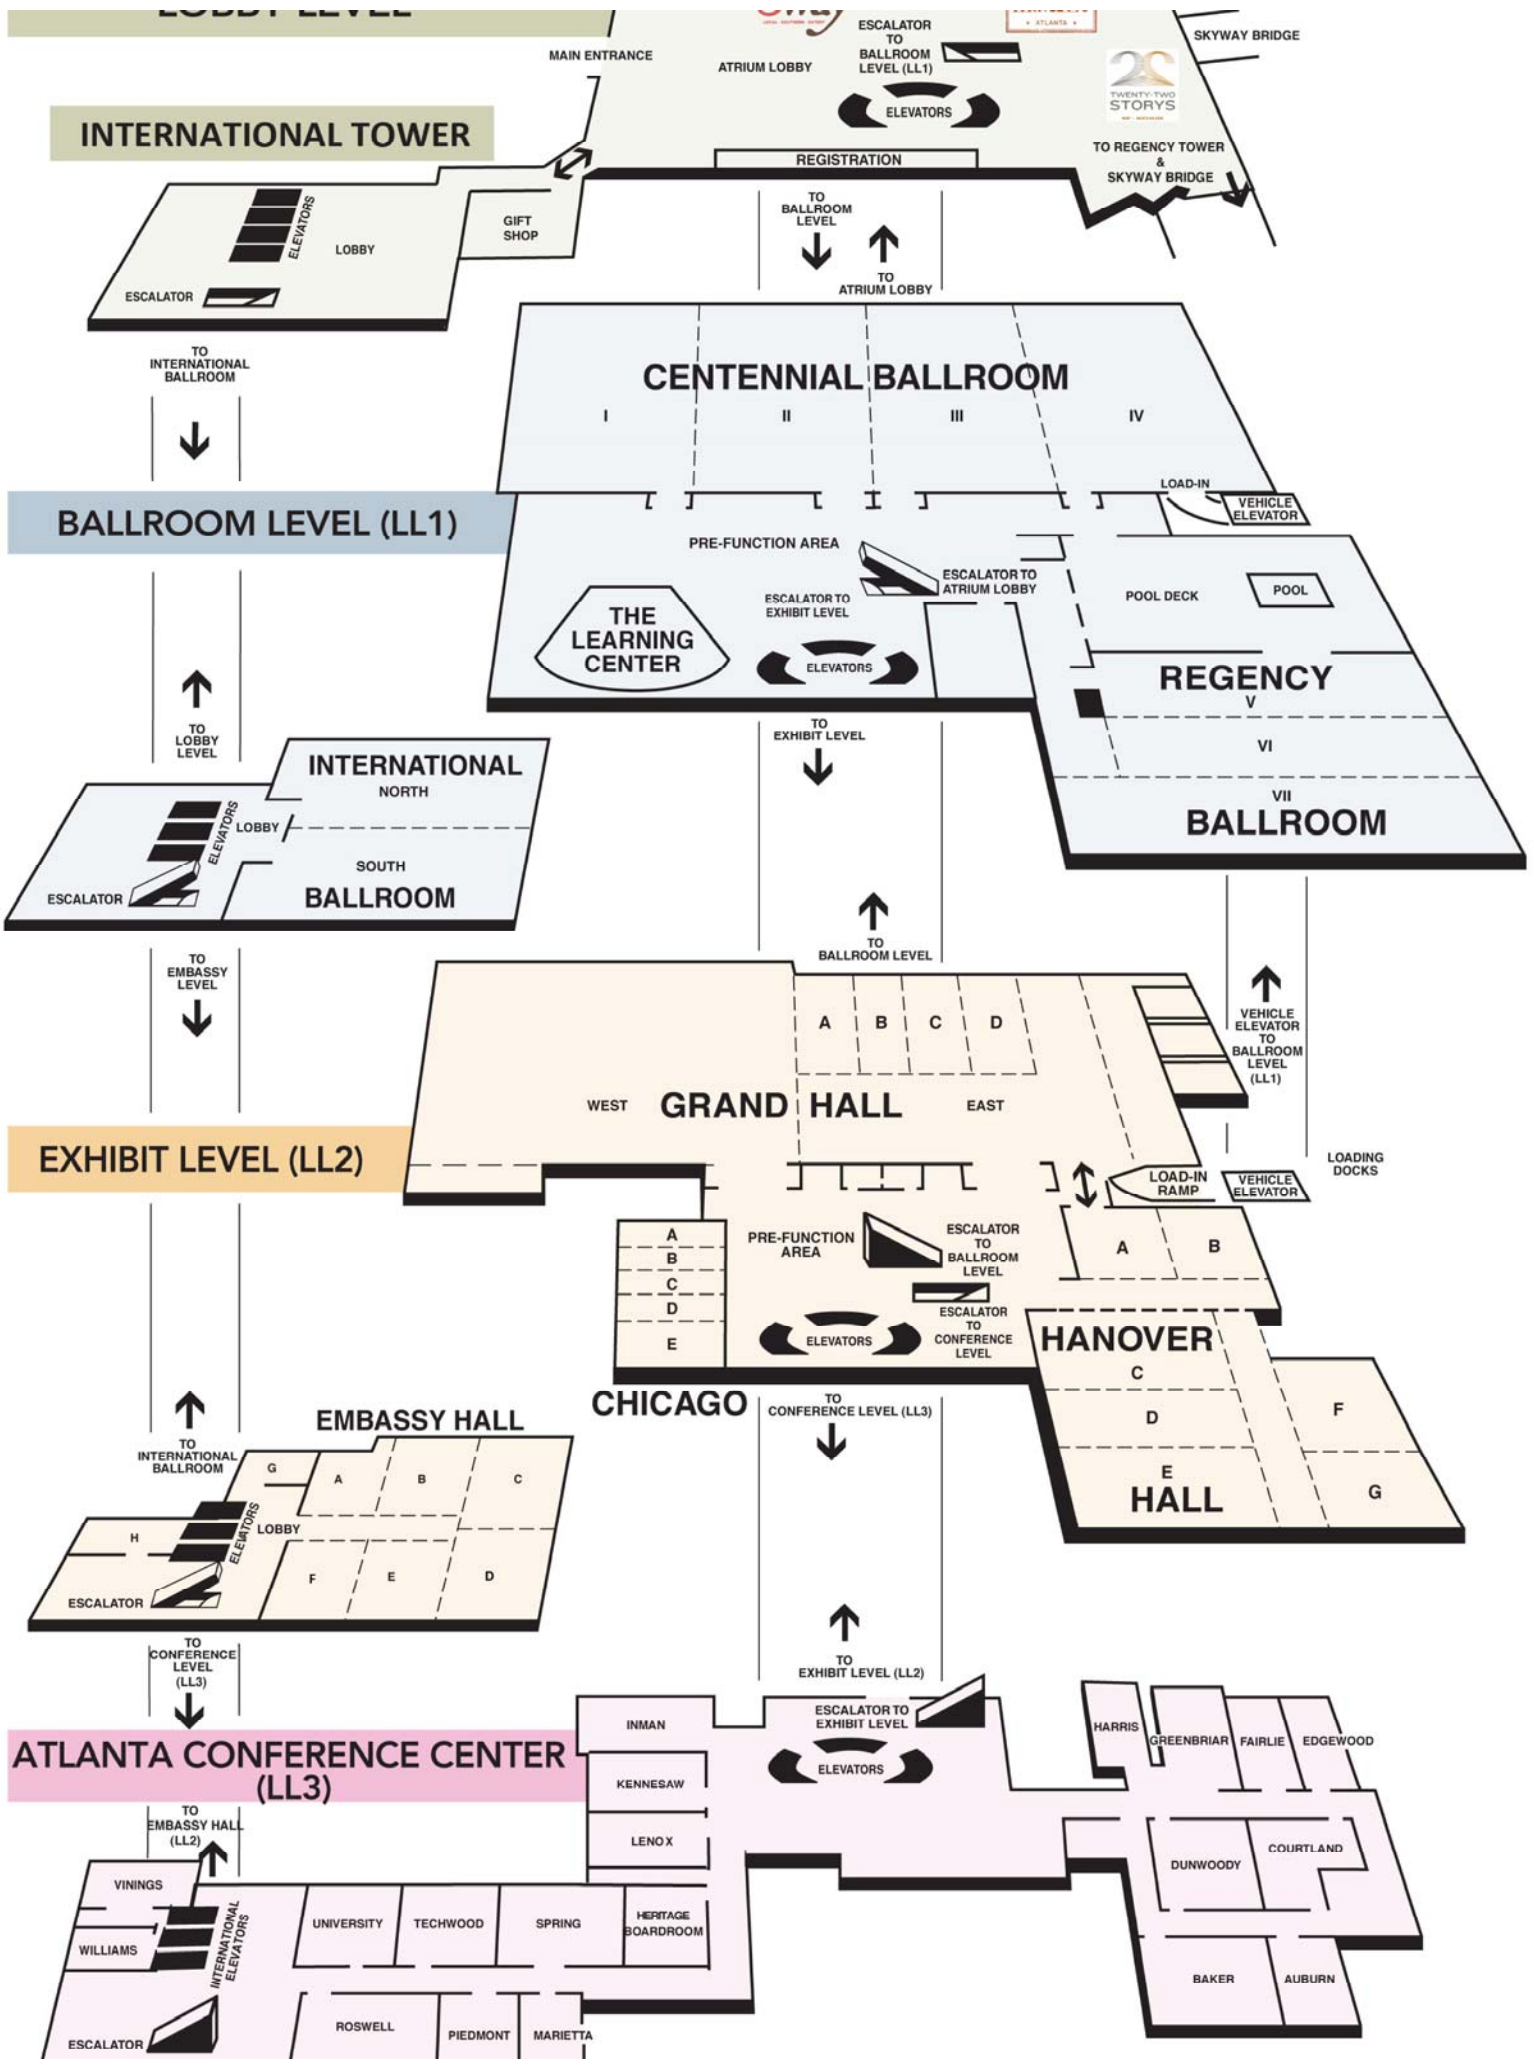 LOBBY LEVEL
LOCAL · SOUTHERN · EATERY
ESCALATOR
TO
BALLROOM
LEVEL (LL1)
ATLANTA
SKYWAY BRIDGE
MAIN ENTRANCE
ATRIUM LOBBY
TWENTY-TWO
STORYS
ELEVATORS
INTERNATIONAL TOWER
REGISTRATION
TO REGENCY TOWER
&
SKYWAY BRIDGE
ELEVATORS
LOBBY
GIFT
SHOP
ESCALATOR
TO
BALLROOM
LEVEL
TO
ATRIUM LOBBY
TO
INTERNATIONAL
BALLROOM
CENTENNIAL BALLROOM
I
II
III
IV
BALLROOM LEVEL (LL1)
LOAD-IN
VEHICLE
ELEVATOR
PRE-FUNCTION AREA
ESCALATOR TO
ATRIUM LOBBY
ESCALATOR TO
EXHIBIT LEVEL
POOL DECK
POOL
THE
LEARNING
CENTER
ELEVATORS
REGENCY
V
VI
VII
BALLROOM
TO
LOBBY
LEVEL
TO
EXHIBIT LEVEL
INTERNATIONAL
NORTH
ELEVATORS
LOBBY
SOUTH
BALLROOM
ESCALATOR
TO
EMBASSY
LEVEL
TO
BALLROOM LEVEL
A
B
C
D
VEHICLE
ELEVATOR
TO
BALLROOM
LEVEL
(LL1)
WEST
GRAND HALL
EAST
EXHIBIT LEVEL (LL2)
LOADING
DOCKS
LOAD-IN
RAMP
VEHICLE
ELEVATOR
A
B
C
D
E
PRE-FUNCTION
AREA
ESCALATOR
TO
BALLROOM
LEVEL
A
B
ESCALATOR
TO
CONFERENCE
LEVEL
ELEVATORS
HANOVER
C
D
E
HALL
F
G
CHICAGO
TO
CONFERENCE LEVEL (LL3)
TO
INTERNATIONAL
BALLROOM
EMBASSY HALL
G
A
B
C
ELEVATORS
LOBBY
H
F
E
D
ESCALATOR
TO
CONFERENCE
LEVEL
(LL3)
TO
EXHIBIT LEVEL (LL2)
ATLANTA CONFERENCE CENTER
(LL3)
INMAN
ESCALATOR TO
EXHIBIT LEVEL
ELEVATORS
KENNESAW
LENOX
HARRIS
GREENBRIAR
FAIRLIE
EDGEWOOD
DUNWOODY
COURTLAND
BAKER
AUBURN
TO
EMBASSY HALL
(LL2)
VININGS
WILLIAMS
INTERNATIONAL
ELEVATORS
UNIVERSITY
TECHWOOD
SPRING
HERITAGE
BOARDROOM
ROSWELL
PIEDMONT
MARIETTA
ESCALATOR